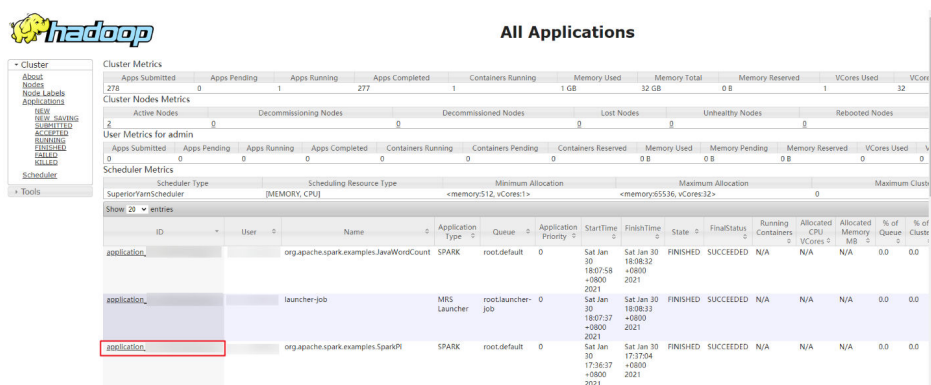 hadoop
All Applications
Cluster
About
Nodes
Node Labels
Applications
NEW
NEW_SAVING
SUBMITTED
ACCEPTED
RUNNING
FINISHED
FAILED
KILLED
Scheduler
Tools
Cluster Metrics
Apps Submitted Apps Pending Apps Running Apps Completed Containers Running Memory Used Memory Total Memory Reserved VCores Used VCore
278 0 1 277 1 1 GB 32 GB 0 B 1 32
Cluster Nodes Metrics
Active Nodes Decommissioning Nodes Decommissioned Nodes Lost Nodes Unhealthy Nodes Rebooted Nodes
2 0 0 0 0 0
User Metrics for admin
Apps Submitted Apps Pending Apps Running Apps Completed Containers Running Containers Pending Containers Reserved Memory Used Memory Pending Memory Reserved VCores Used V
0 0 0 0 0 0 0 0 B 0 B 0 B 0 0
Scheduler Metrics
Scheduler Type Scheduling Resource Type Minimum Allocation Maximum Allocation Maximum Cluste
SuperiorYarnScheduler [MEMORY, CPU] <memory:512, vCores:1> <memory:65536, vCores:32> 0
Show 20 entries
ID User Name Application Type Queue Application Priority StartTime FinishTime State FinalStatus Running Containers Allocated CPU VCores Allocated Memory MB % of Queue % of Cluste
application_ org.apache.spark.examples.JavaWordCount SPARK root.default 0 Sat Jan 30 18:07:58 +0800 2021 Sat Jan 30 18:08:32 +0800 2021 FINISHED SUCCEEDED N/A N/A N/A 0.0 0.0
application_ launcher-job MRS Launcher root.launcher-job 0 Sat Jan 30 18:07:37 +0800 2021 Sat Jan 30 18:08:33 +0800 2021 FINISHED SUCCEEDED N/A N/A N/A 0.0 0.0
application_ org.apache.spark.examples.SparkPi SPARK root.default 0 Sat Jan 30 17:36:37 +0800 2021 Sat Jan 30 17:37:04 +0800 2021 FINISHED SUCCEEDED N/A N/A N/A 0.0 0.0